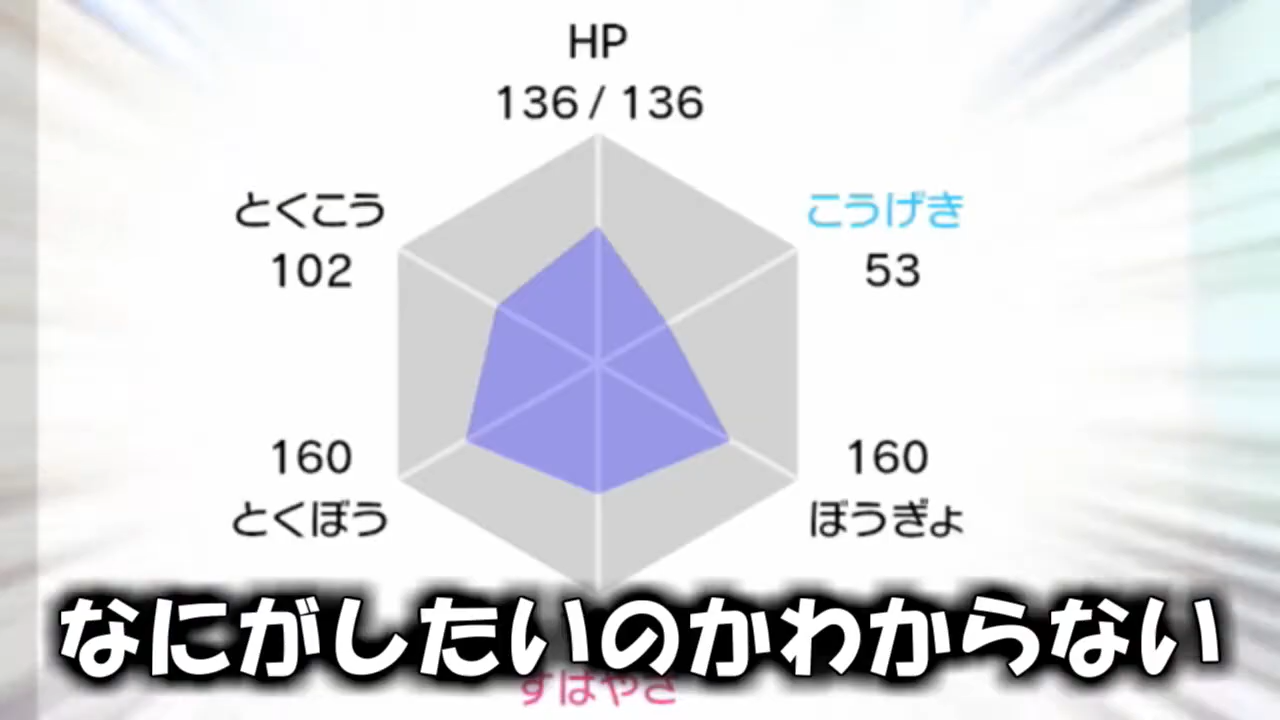 HP
136 / 136
とくこう
102
こうげき
53
160
とくぼう
160
ぼうぎょ
なにがしたいのかわからない
すばやさ